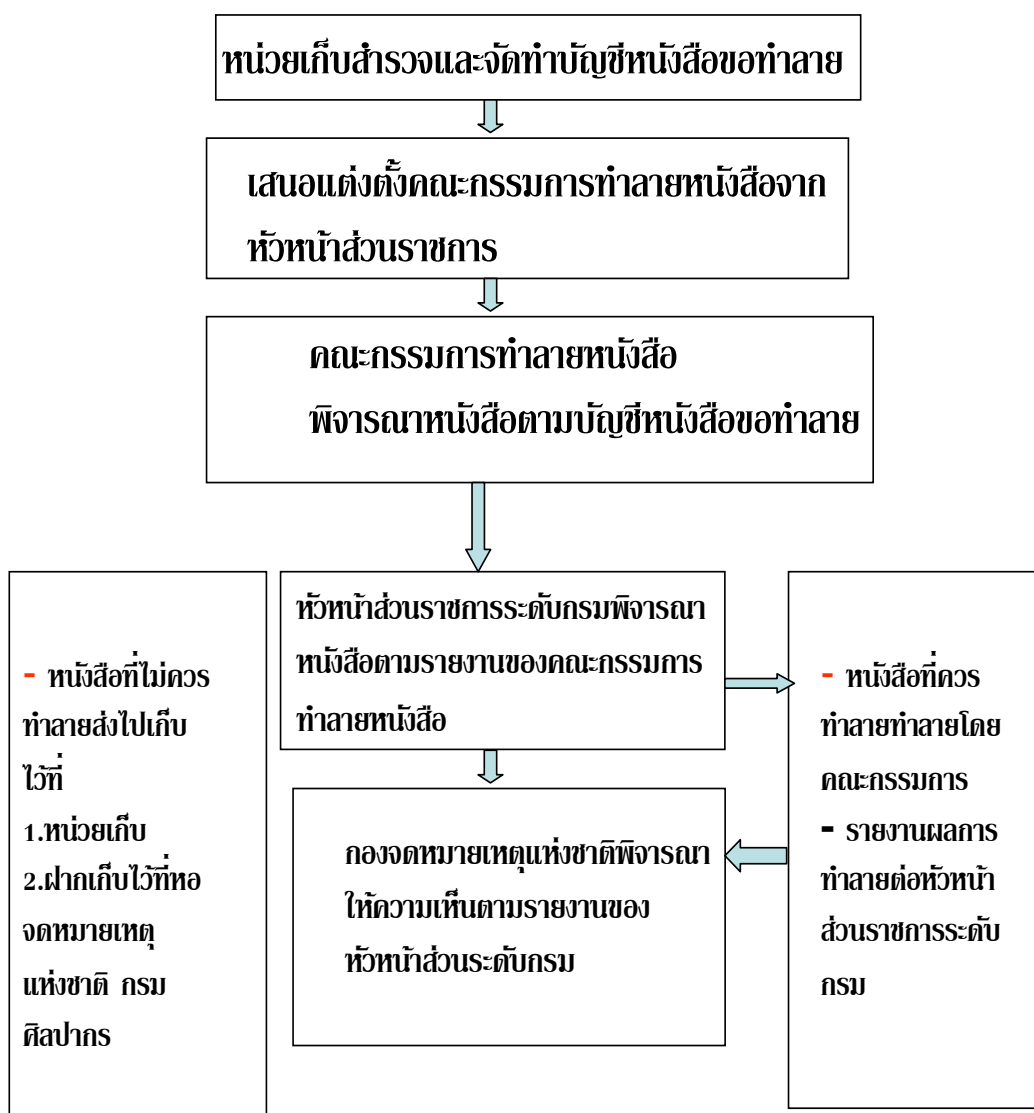 หน่วยเก็บสำรวจและจัดทำบัญชีหนังสือขอทำลาย
เสนอแต่งตั้งคณะกรรมการทำลายหนังสือจาก
หัวหน้าส่วนราชการ
คณะกรรมการทำลายหนังสือ
พิจารณาหนังสือตามบัญชีหนังสือขอทำลาย
- หนังสือที่ไม่ควร
ทำลายส่งไปเก็บ
ไว้ที่
1.หน่วยเก็บ
2.ฝากเก็บไว้ที่หอ
จดหมายเหตุ
แห่งชาติ กรม
ศิลปากร
หัวหน้าส่วนราชการระดับกรมพิจารณา
หนังสือตามรายงานของคณะกรรมการ
ทำลายหนังสือ
กองจดหมายเหตุแห่งชาติพิจารณา
ให้ความเห็นตามรายงานของ
หัวหน้าส่วนระดับกรม
- หนังสือที่ควร
ทำลายทำลายโดย
คณะกรรมการ
- รายงานผลการ
ทำลายต่อหัวหน้า
ส่วนราชการระดับ
กรม